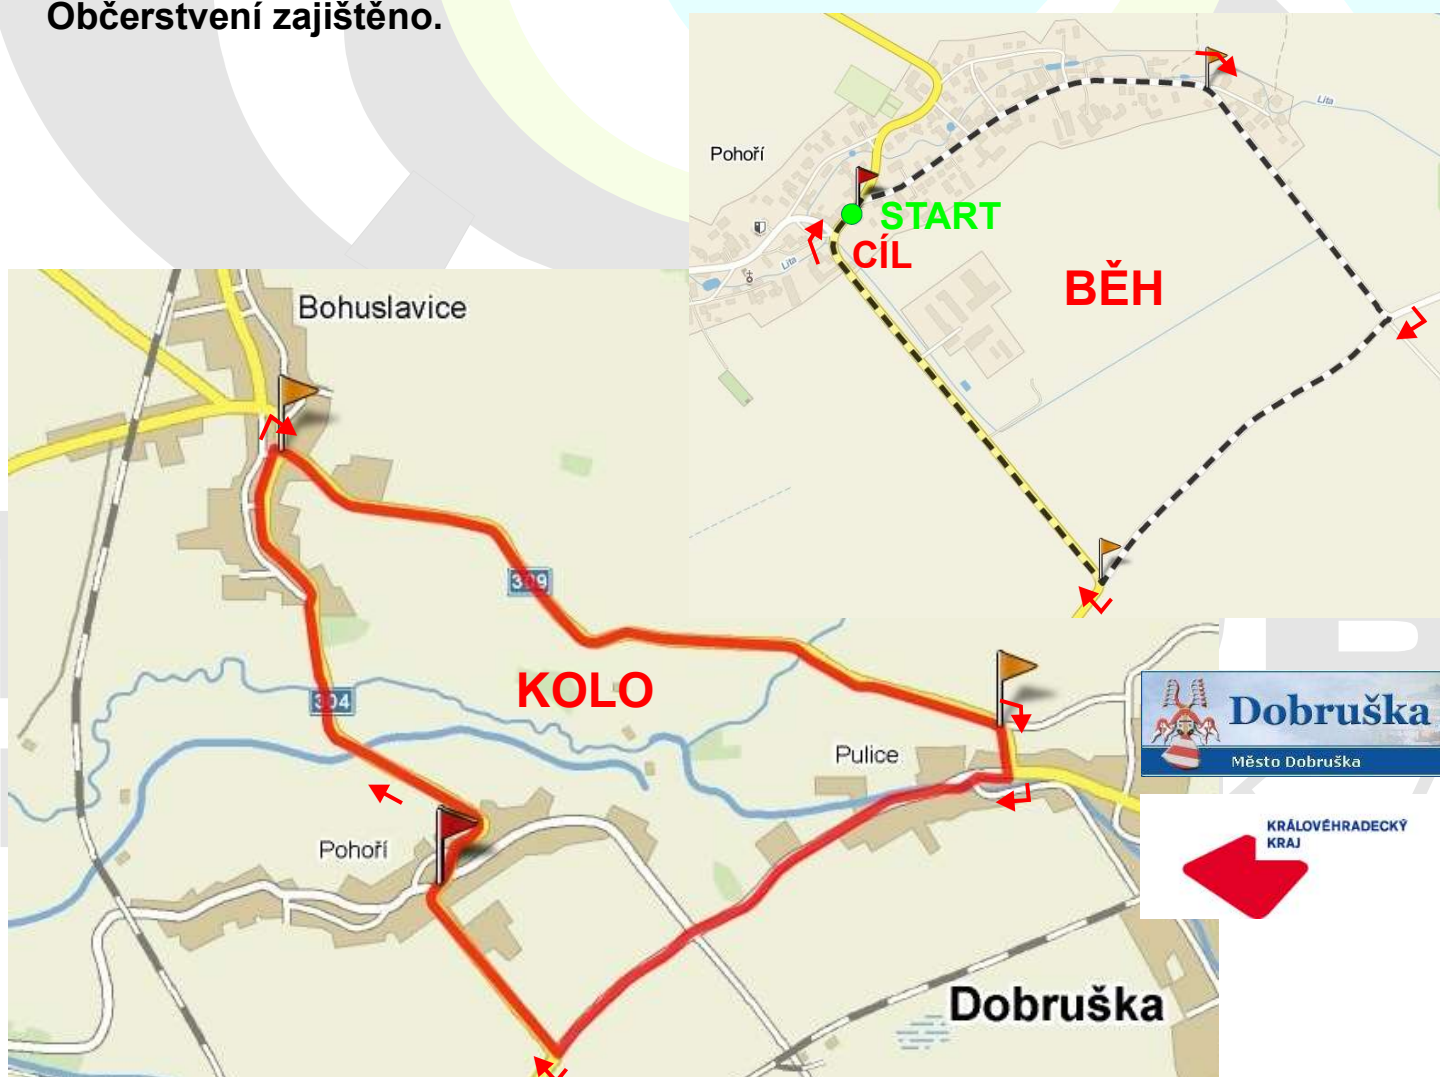 Občerstvení zajištěno.
Pohoří
Lita
START
CÍL
Lita
BĚH
Bohuslavice
309
KOLO
304
Pulice
Pohoří
Dobruška
Dobruška
Město Dobruška
KRÁLOVÉHRADECKÝ
KRAJ